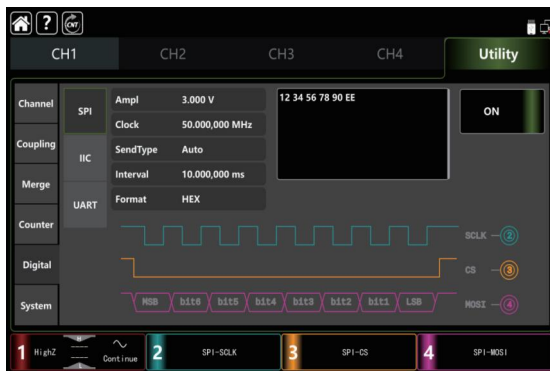 ? CNT
CH1 CH2 CH3 CH4 Utility
Channel
Coupling
Merge
Counter
Digital
System
SPI
IIC
UART
Ampl 3.000 V
Clock 50.000,000 MHz
SendType Auto
Interval 10.000,000 ms
Format HEX
12 34 56 78 90 EE
ON
SCLK 2
CS 3
MSB bit6 bit5 bit4 bit3 bit2 bit1 LSB MOSI 4
1 HighZ H L Continue 2 SPI-SCLK 3 SPI-CS 4 SPI-MOSI